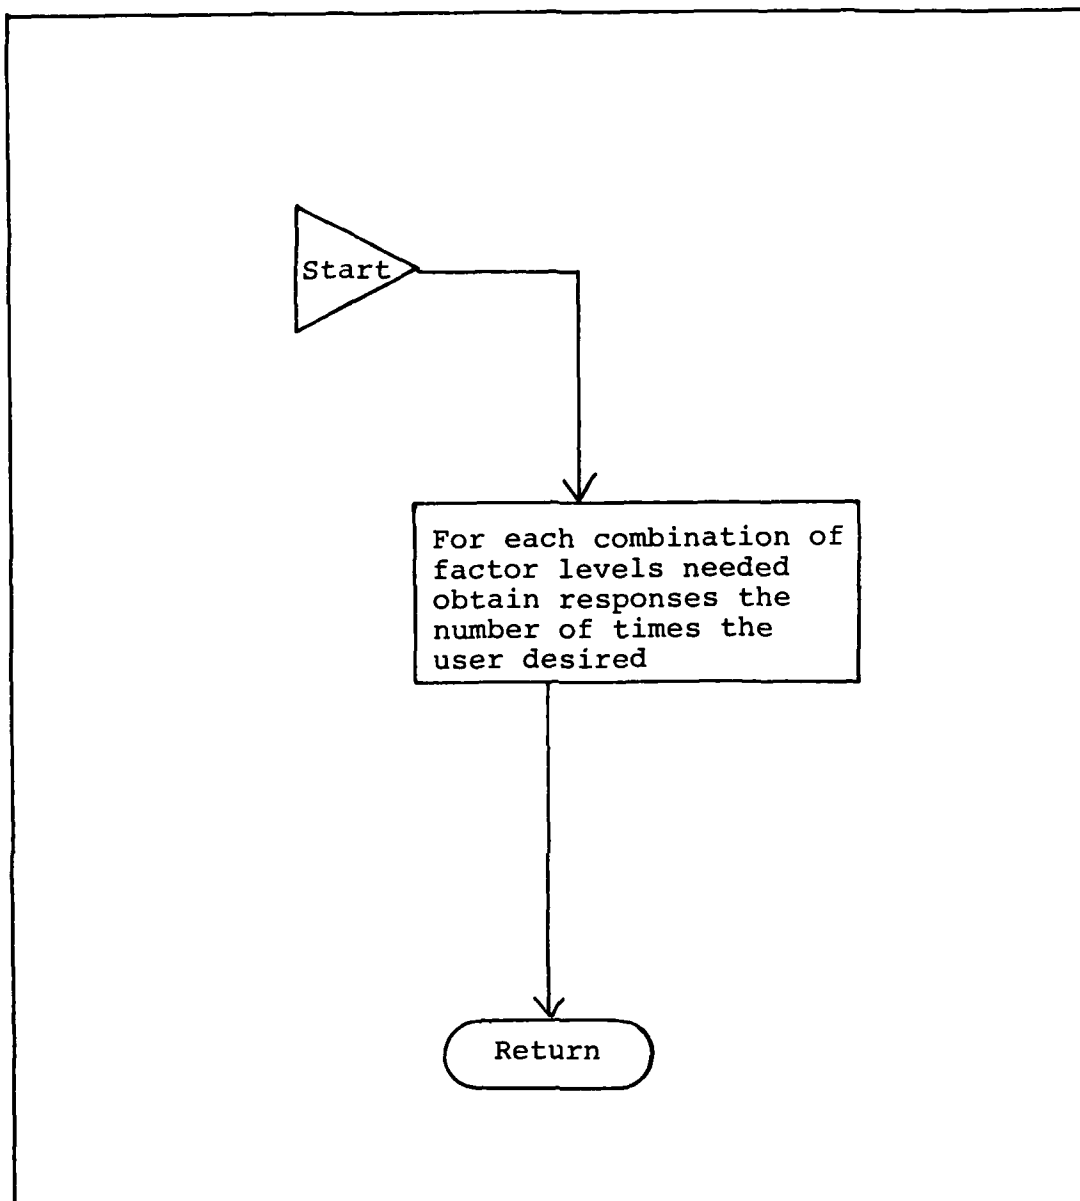 Start
For each combination of
factor levels needed
obtain responses the
number of times the
user desired
Return